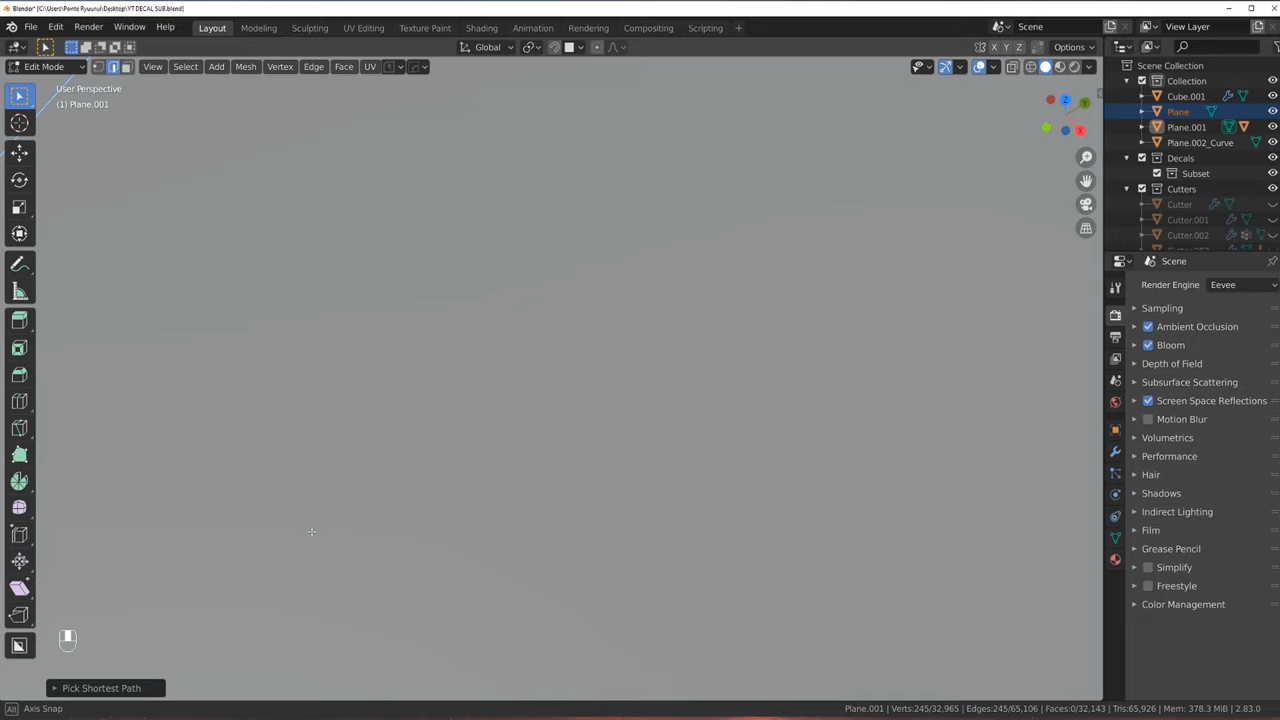 Blender* [C:\Users\Ponte Ryuurui\Desktop\YT DECAL SUB.blend]
File Edit Render Window Help Layout Modeling Sculpting UV Editing Texture Paint Shading Animation Rendering Compositing Scripting + Scene View Layer
Global X Y Z Options
Edit Mode View Select Add Mesh Vertex Edge Face UV
User Perspective
(1) Plane.001
Z
Y
X
Scene Collection
Collection
Cube.001
Plane
Plane.001
Plane.002_Curve
Decals
Subset
Cutters
Cutter
Cutter.001
Cutter.002
Scene
Render Engine Eevee
Sampling
Ambient Occlusion
Bloom
Depth of Field
Subsurface Scattering
Screen Space Reflections
Motion Blur
Volumetrics
Performance
Hair
Shadows
Indirect Lighting
Film
Grease Pencil
Simplify
Freestyle
Color Management
Pick Shortest Path
Alt Axis Snap
Plane.001 | Verts:245/32,965 | Edges:245/65,106 | Faces:0/32,143 | Tris:65,926 | Mem: 378.3 MiB | 2.83.0